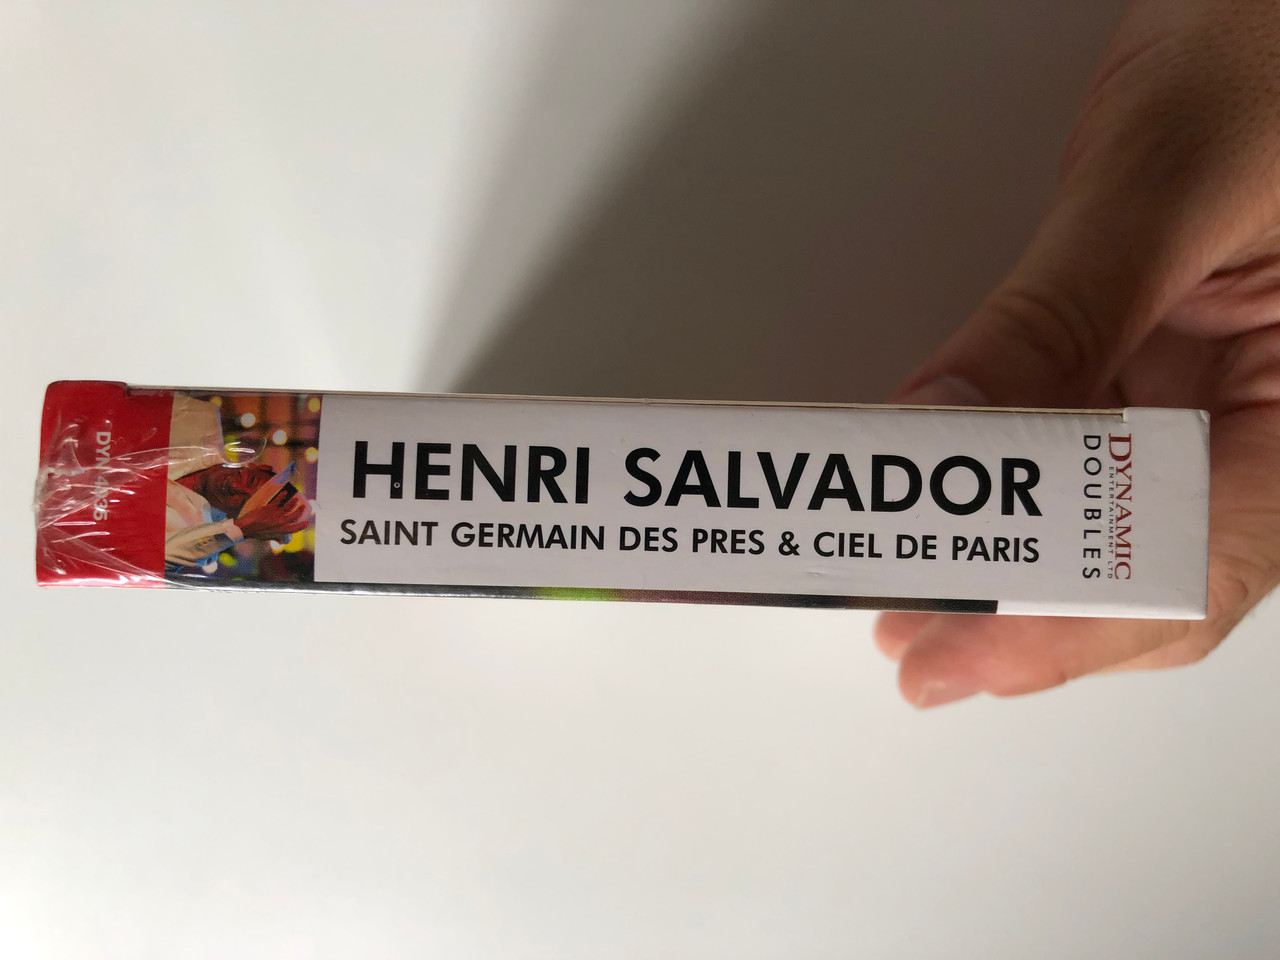 HENRI SALVADOR
SAINT GERMAIN DES PRES & CIEL DE PARIS
DYNAMIC
ENTERTAINMENT LTD
DOUBLES